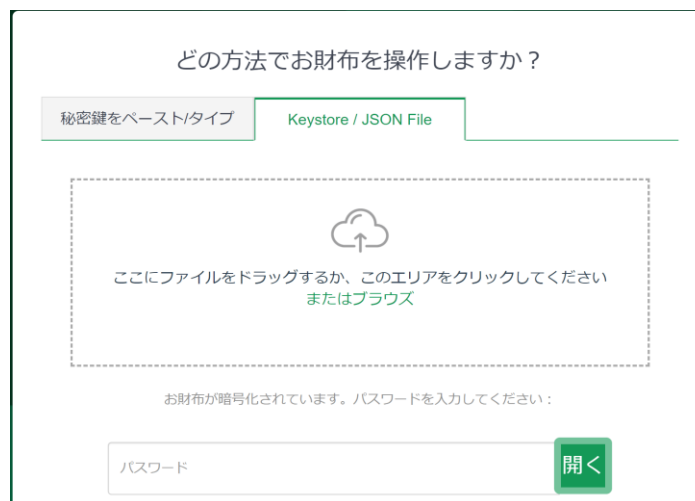 どの方法でお財布を操作しますか？
秘密鍵をペースト/タイプ
Keystore / JSON File
ここにファイルをドラッグするか、このエリアをクリックしてください
またはブラウズ
お財布が暗号化されています。パスワードを入力してください：
パスワード
開く